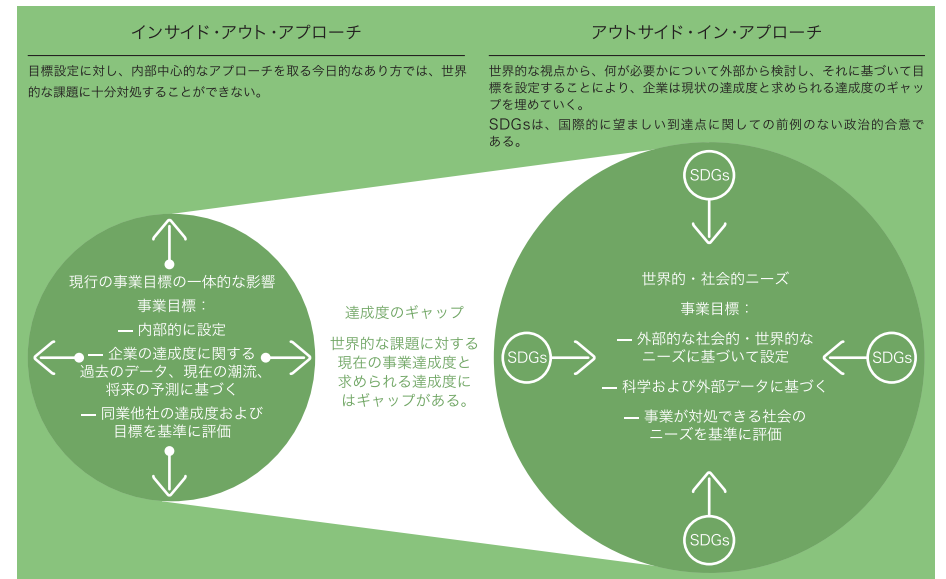 インサイド・アウト・アプローチ
目標設定に対し、内部中心的なアプローチを取る今日的なあり方では、世界
的な課題に十分対処することができない。
アウトサイド・イン・アプローチ
世界的な視点から、何が必要かについて外部から検討し、それに基づいて目
標を設定することにより、企業は現状の達成度と求められる達成度のギャッ
プを埋めていく。
SDGsは、国際的に望ましい到達点に関しての前例のない政治的合意で
ある。
現行の事業目標の一体的な影響
事業目標：
― 内部的に設定
― 企業の達成度に関する
過去のデータ、現在の潮流、
将来の予測に基づく
― 同業他社の達成度および
目標を基準に評価
達成度のギャップ
世界的な課題に対する
現在の事業達成度と
求められる達成度に
はギャップがある。
SDGs
世界的・社会的ニーズ
事業目標：
― 外部的な社会的・世界的な
ニーズに基づいて設定
SDGs
SDGs
― 科学および外部データに基づく
― 事業が対処できる社会の
ニーズを基準に評価
SDGs